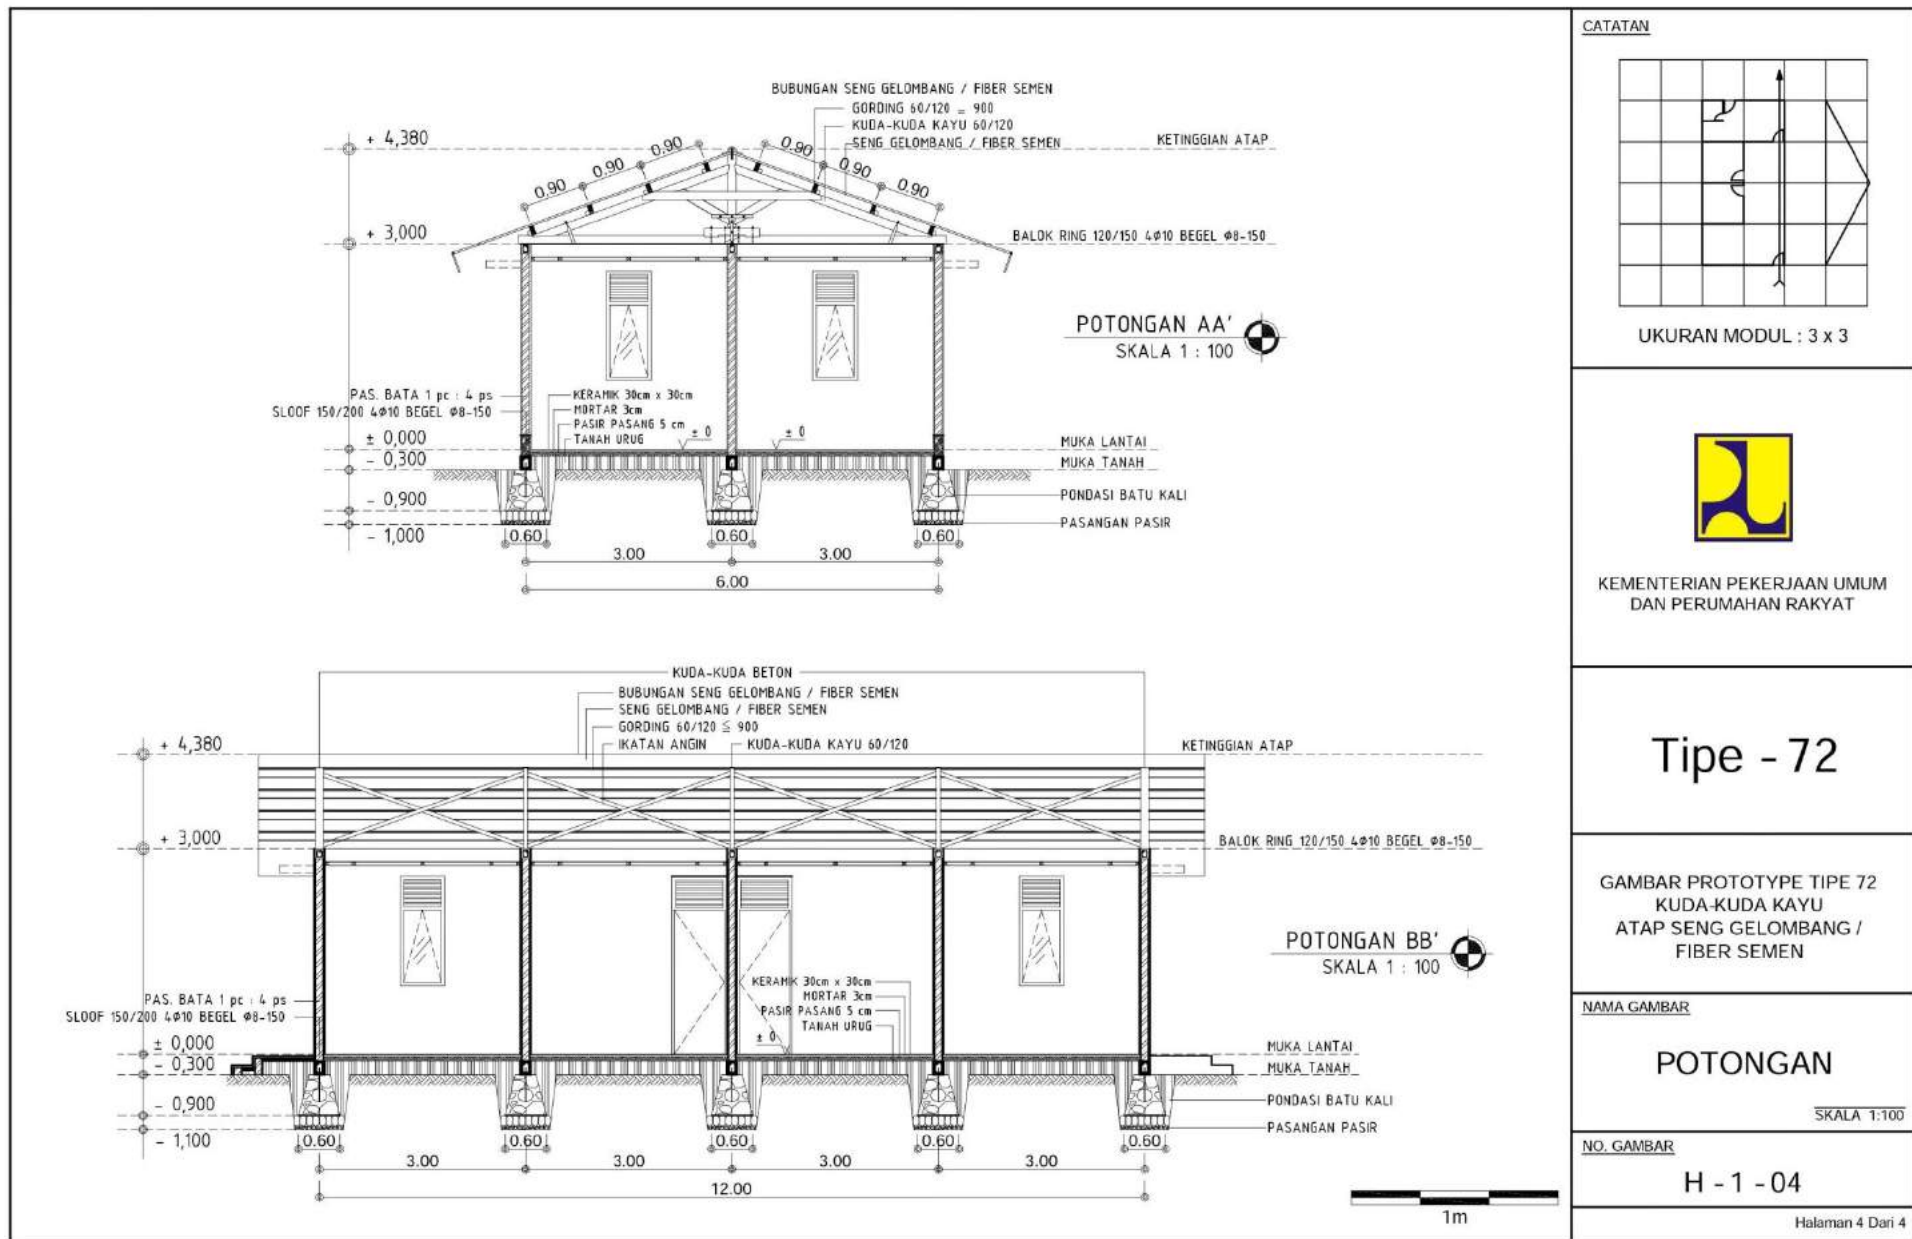 BUBUNGAN SENG GELOMBANG / FIBER SEMEN
GORDING 60/120 = 900
KUDA-KUDA KAYU 60/120
SENG GELOMBANG / FIBER SEMEN
+ 4,380
KETINGGIAN ATAP
0.90
0.90
0.90
0.90
0.90
0.90
+ 3,000
BALOK RING 120/150 4φ10 BEGEL φ8-150
POTONGAN AA'
SKALA 1 : 100
PAS. BATA 1 pc : 4 ps
SLOOF 150/200 4φ10 BEGEL φ8-150
KERAMIK 30cm x 30cm
MORTAR 3cm
PASIR PASANG 5 cm
TANAH URUG
± 0
± 0
± 0,000
MUKA LANTAI
- 0,300
MUKA TANAH
- 0,900
PONDASI BATU KALI
- 1,000
PASANGAN PASIR
0.60
0.60
0.60
3.00
3.00
6.00
KUDA-KUDA BETON
BUBUNGAN SENG GELOMBANG / FIBER SEMEN
SENG GELOMBANG / FIBER SEMEN
GORDING 60/120 ≦ 900
IKATAN ANGIN
KUDA-KUDA KAYU 60/120
+ 4,380
KETINGGIAN ATAP
+ 3,000
BALOK RING 120/150 4φ10 BEGEL φ8-150
POTONGAN BB'
SKALA 1 : 100
PAS. BATA 1 pc : 4 ps
SLOOF 150/200 4φ10 BEGEL φ8-150
KERAMIK 30cm x 30cm
MORTAR 3cm
PASIR PASANG 5 cm
TANAH URUG
± 0
± 0,000
MUKA LANTAI
- 0,300
MUKA TANAH
- 0,900
PONDASI BATU KALI
- 1,100
PASANGAN PASIR
0.60
0.60
0.60
0.60
0.60
3.00
3.00
3.00
3.00
12.00
1m
CATATAN
UKURAN MODUL : 3 x 3
KEMENTERIAN PEKERJAAN UMUM
DAN PERUMAHAN RAKYAT
Tipe - 72
GAMBAR PROTOTYPE TIPE 72
KUDA-KUDA KAYU
ATAP SENG GELOMBANG /
FIBER SEMEN
NAMA GAMBAR
POTONGAN
SKALA 1:100
NO. GAMBAR
H - 1 - 04
Halaman 4 Dari 4